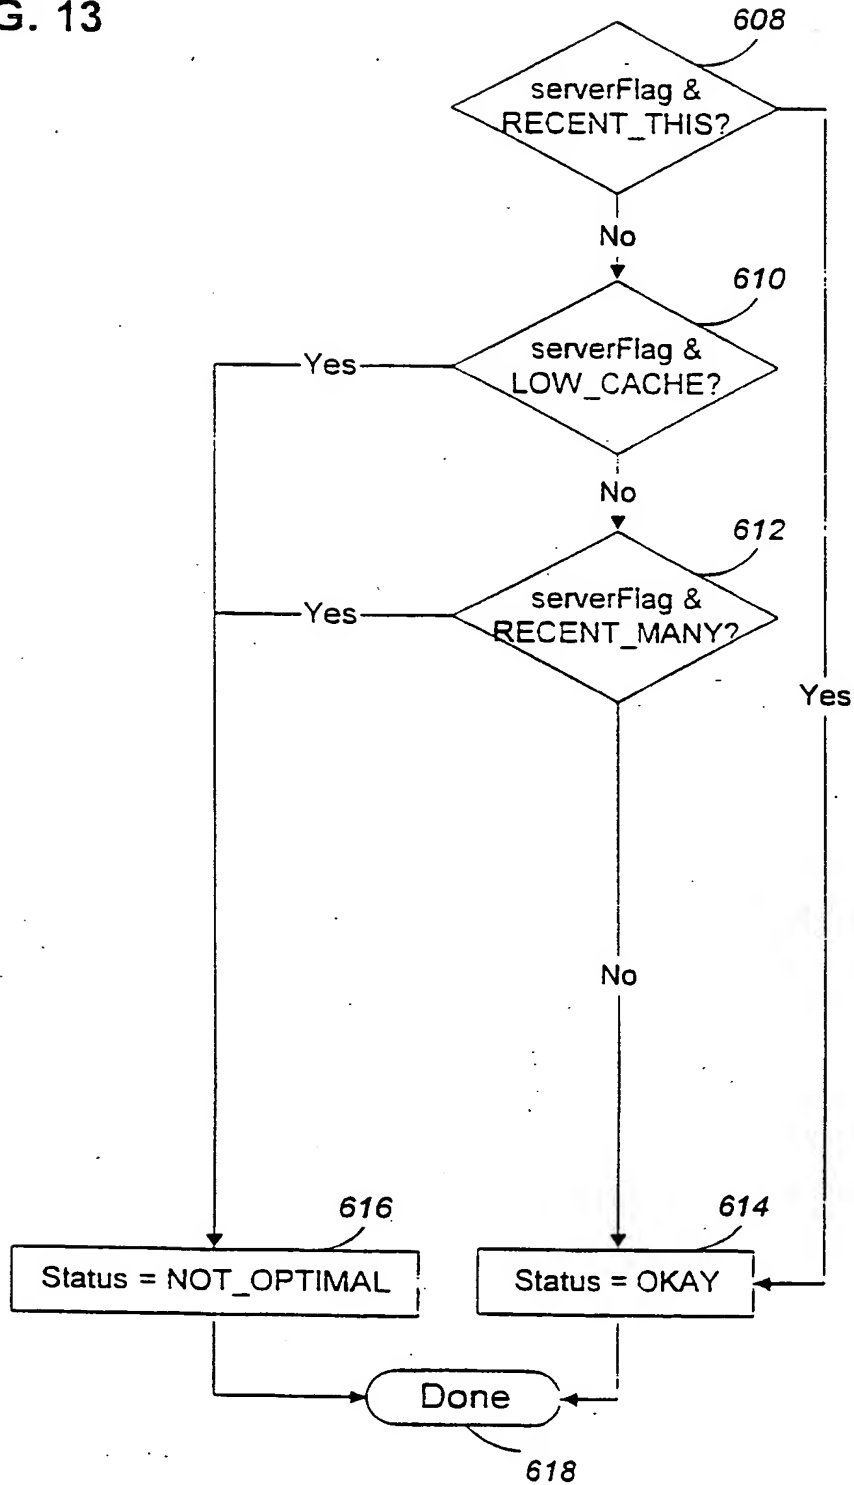 G. 13
608
serverFlag &
RECENT_THIS?
No
610
serverFlag &
LOW_CACHE?
Yes
No
612
serverFlag &
RECENT_MANY?
Yes
Yes
No
616
Status = NOT_OPTIMAL
614
Status = OKAY
Done
618